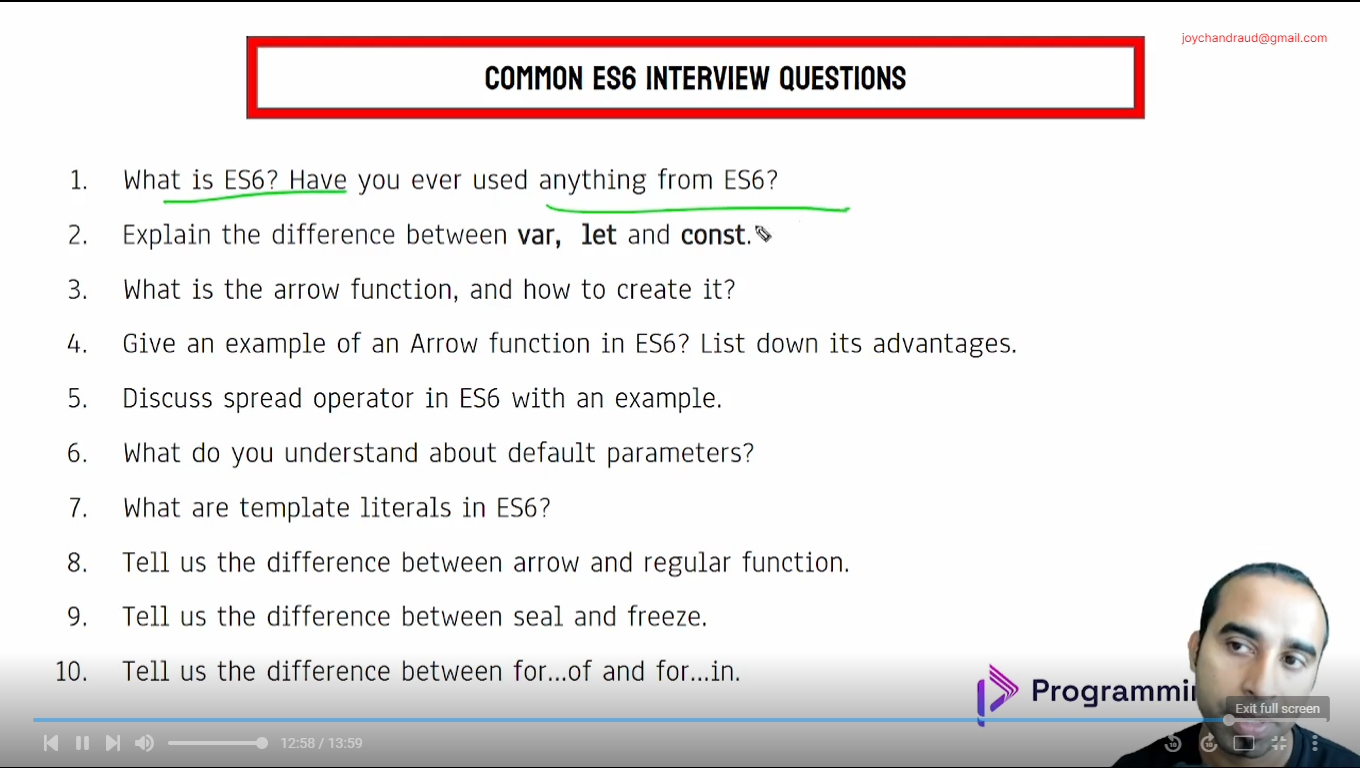 joychandraud@gmail.com
COMMON ES6 INTERVIEW QUESTIONS
1. What is ES6? Have you ever used anything from ES6?
2. Explain the difference between var, let and const.
3. What is the arrow function, and how to create it?
4. Give an example of an Arrow function in ES6? List down its advantages.
5. Discuss spread operator in ES6 with an example.
6. What do you understand about default parameters?
7. What are template literals in ES6?
8. Tell us the difference between arrow and regular function.
9. Tell us the difference between seal and freeze.
10. Tell us the difference between for...of and for...in.
Exit full screen
12:58 / 13:59
10 10